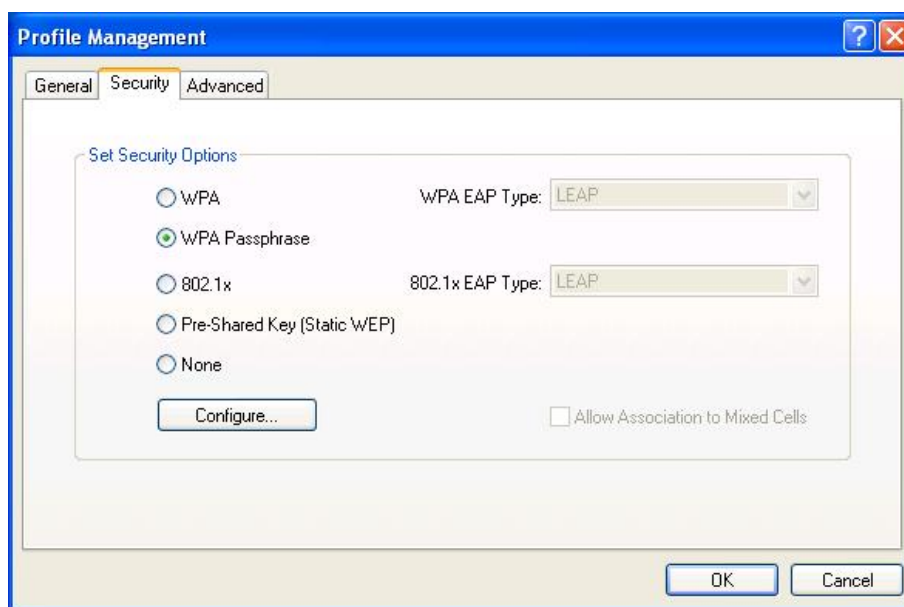 Profile Management
General Security Advanced
Set Security Options
WPA WPA EAP Type: LEAP
WPA Passphrase
802.1x 802.1x EAP Type: LEAP
Pre-Shared Key (Static WEP)
None
Configure... Allow Association to Mixed Cells
OK Cancel